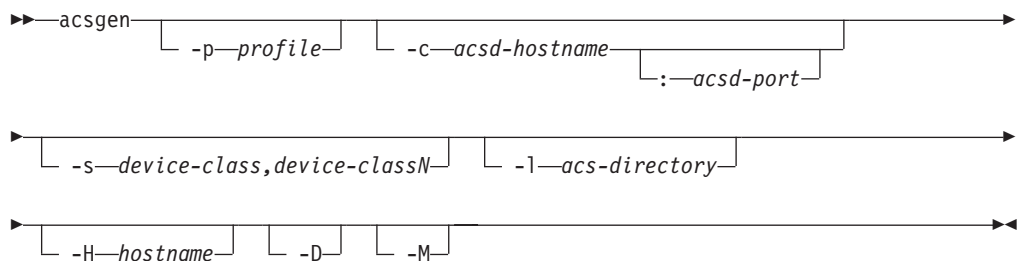 acsgen -p profile -c acsd-hostname
: acsd-port
-s device-class,device-classN -l acs-directory
-H hostname -D -M